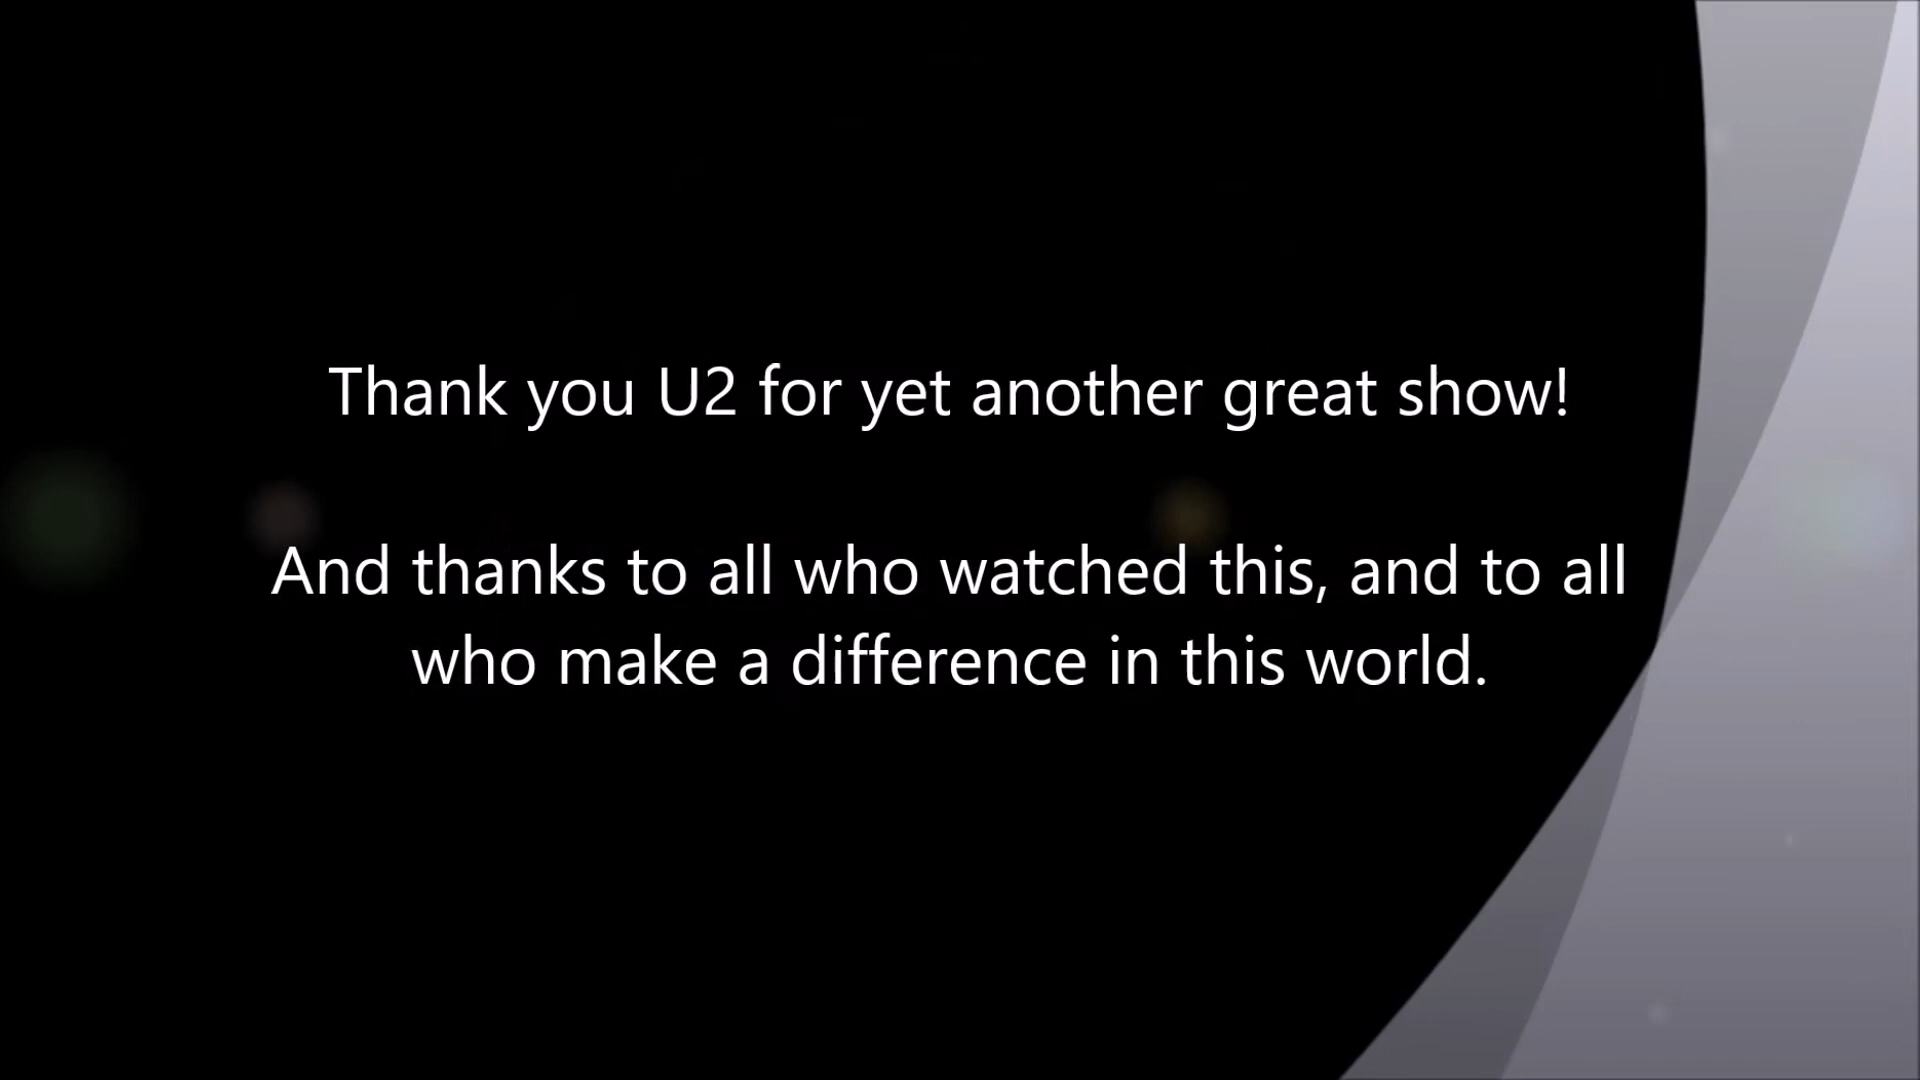 Thank you U2 for yet another great show!
And thanks to all who watched this, and to all
who make a difference in this world.